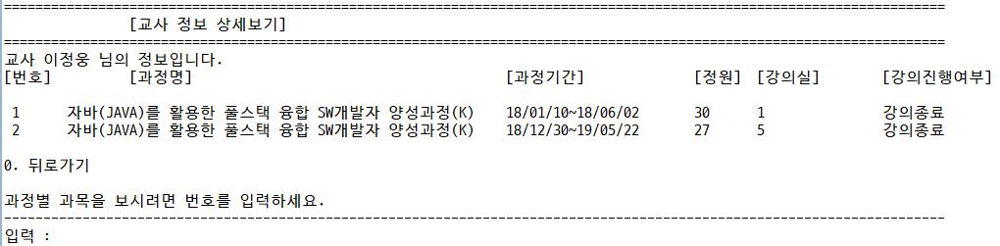 ================================================================================
[교사 정보 상세보기]
================================================================================
교사 이정웅 님의 정보입니다.
[번호] [과정명] [과정기간] [정원] [강의실] [강의진행여부]
1 자바(JAVA)를 활용한 풀스택 융합 SW개발자 양성과정(K) 18/01/10~18/06/02 30 1 강의종료
2 자바(JAVA)를 활용한 풀스택 융합 SW개발자 양성과정(K) 18/12/30~19/05/22 27 5 강의종료
0. 뒤로가기
과정별 과목을 보시려면 번호를 입력하세요.
--------------------------------------------------------------------------------
입력 :